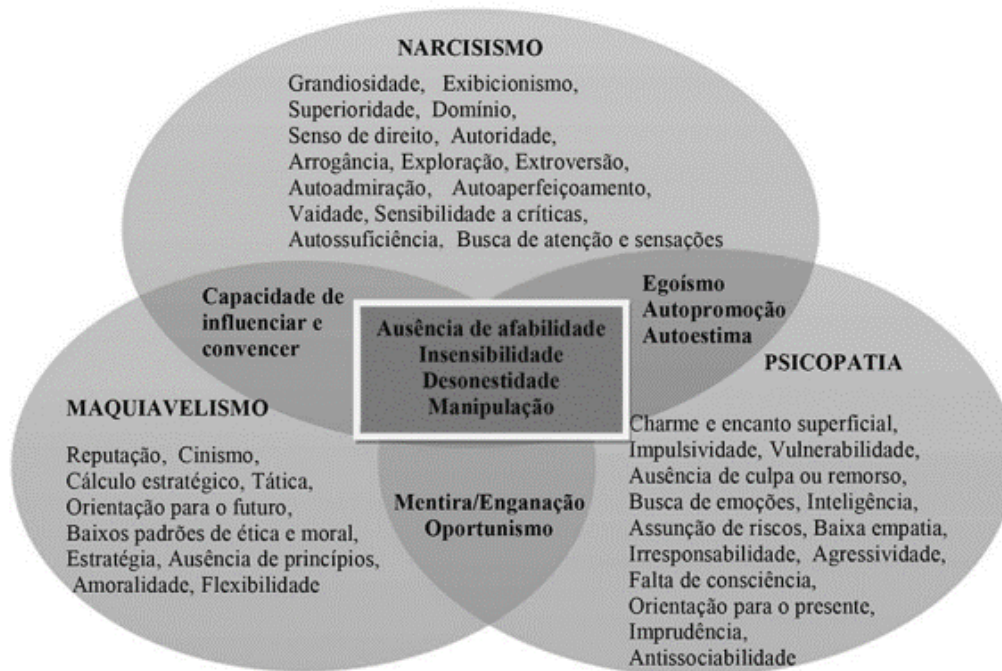 NARCISISMO
Grandiosidade, Exibicionismo,
Superioridade, Domínio,
Senso de direito, Autoridade,
Arrogância, Exploração, Extroversão,
Autoadmiração, Autoaperfeiçoamento,
Vaidade, Sensibilidade a críticas,
Autossuficiência, Busca de atenção e sensações
Capacidade de
influenciar e
convencer
Egoísmo
Autopromoção
Autoestima
Ausência de afabilidade
Insensibilidade
Desonestidade
Manipulação
MAQUIAVELISMO
Reputação, Cinismo,
Cálculo estratégico, Tática,
Orientação para o futuro,
Baixos padrões de ética e moral,
Estratégia, Ausência de princípios,
Amoralidade, Flexibilidade
Mentira/Enganação
Oportunismo
PSICOPATIA
Charme e encanto superficial,
Impulsividade, Vulnerabilidade,
Ausência de culpa ou remorso,
Busca de emoções, Inteligência,
Assunção de riscos, Baixa empatia,
Irresponsabilidade, Agressividade,
Falta de consciência,
Orientação para o presente,
Imprudência,
Antissociabilidade